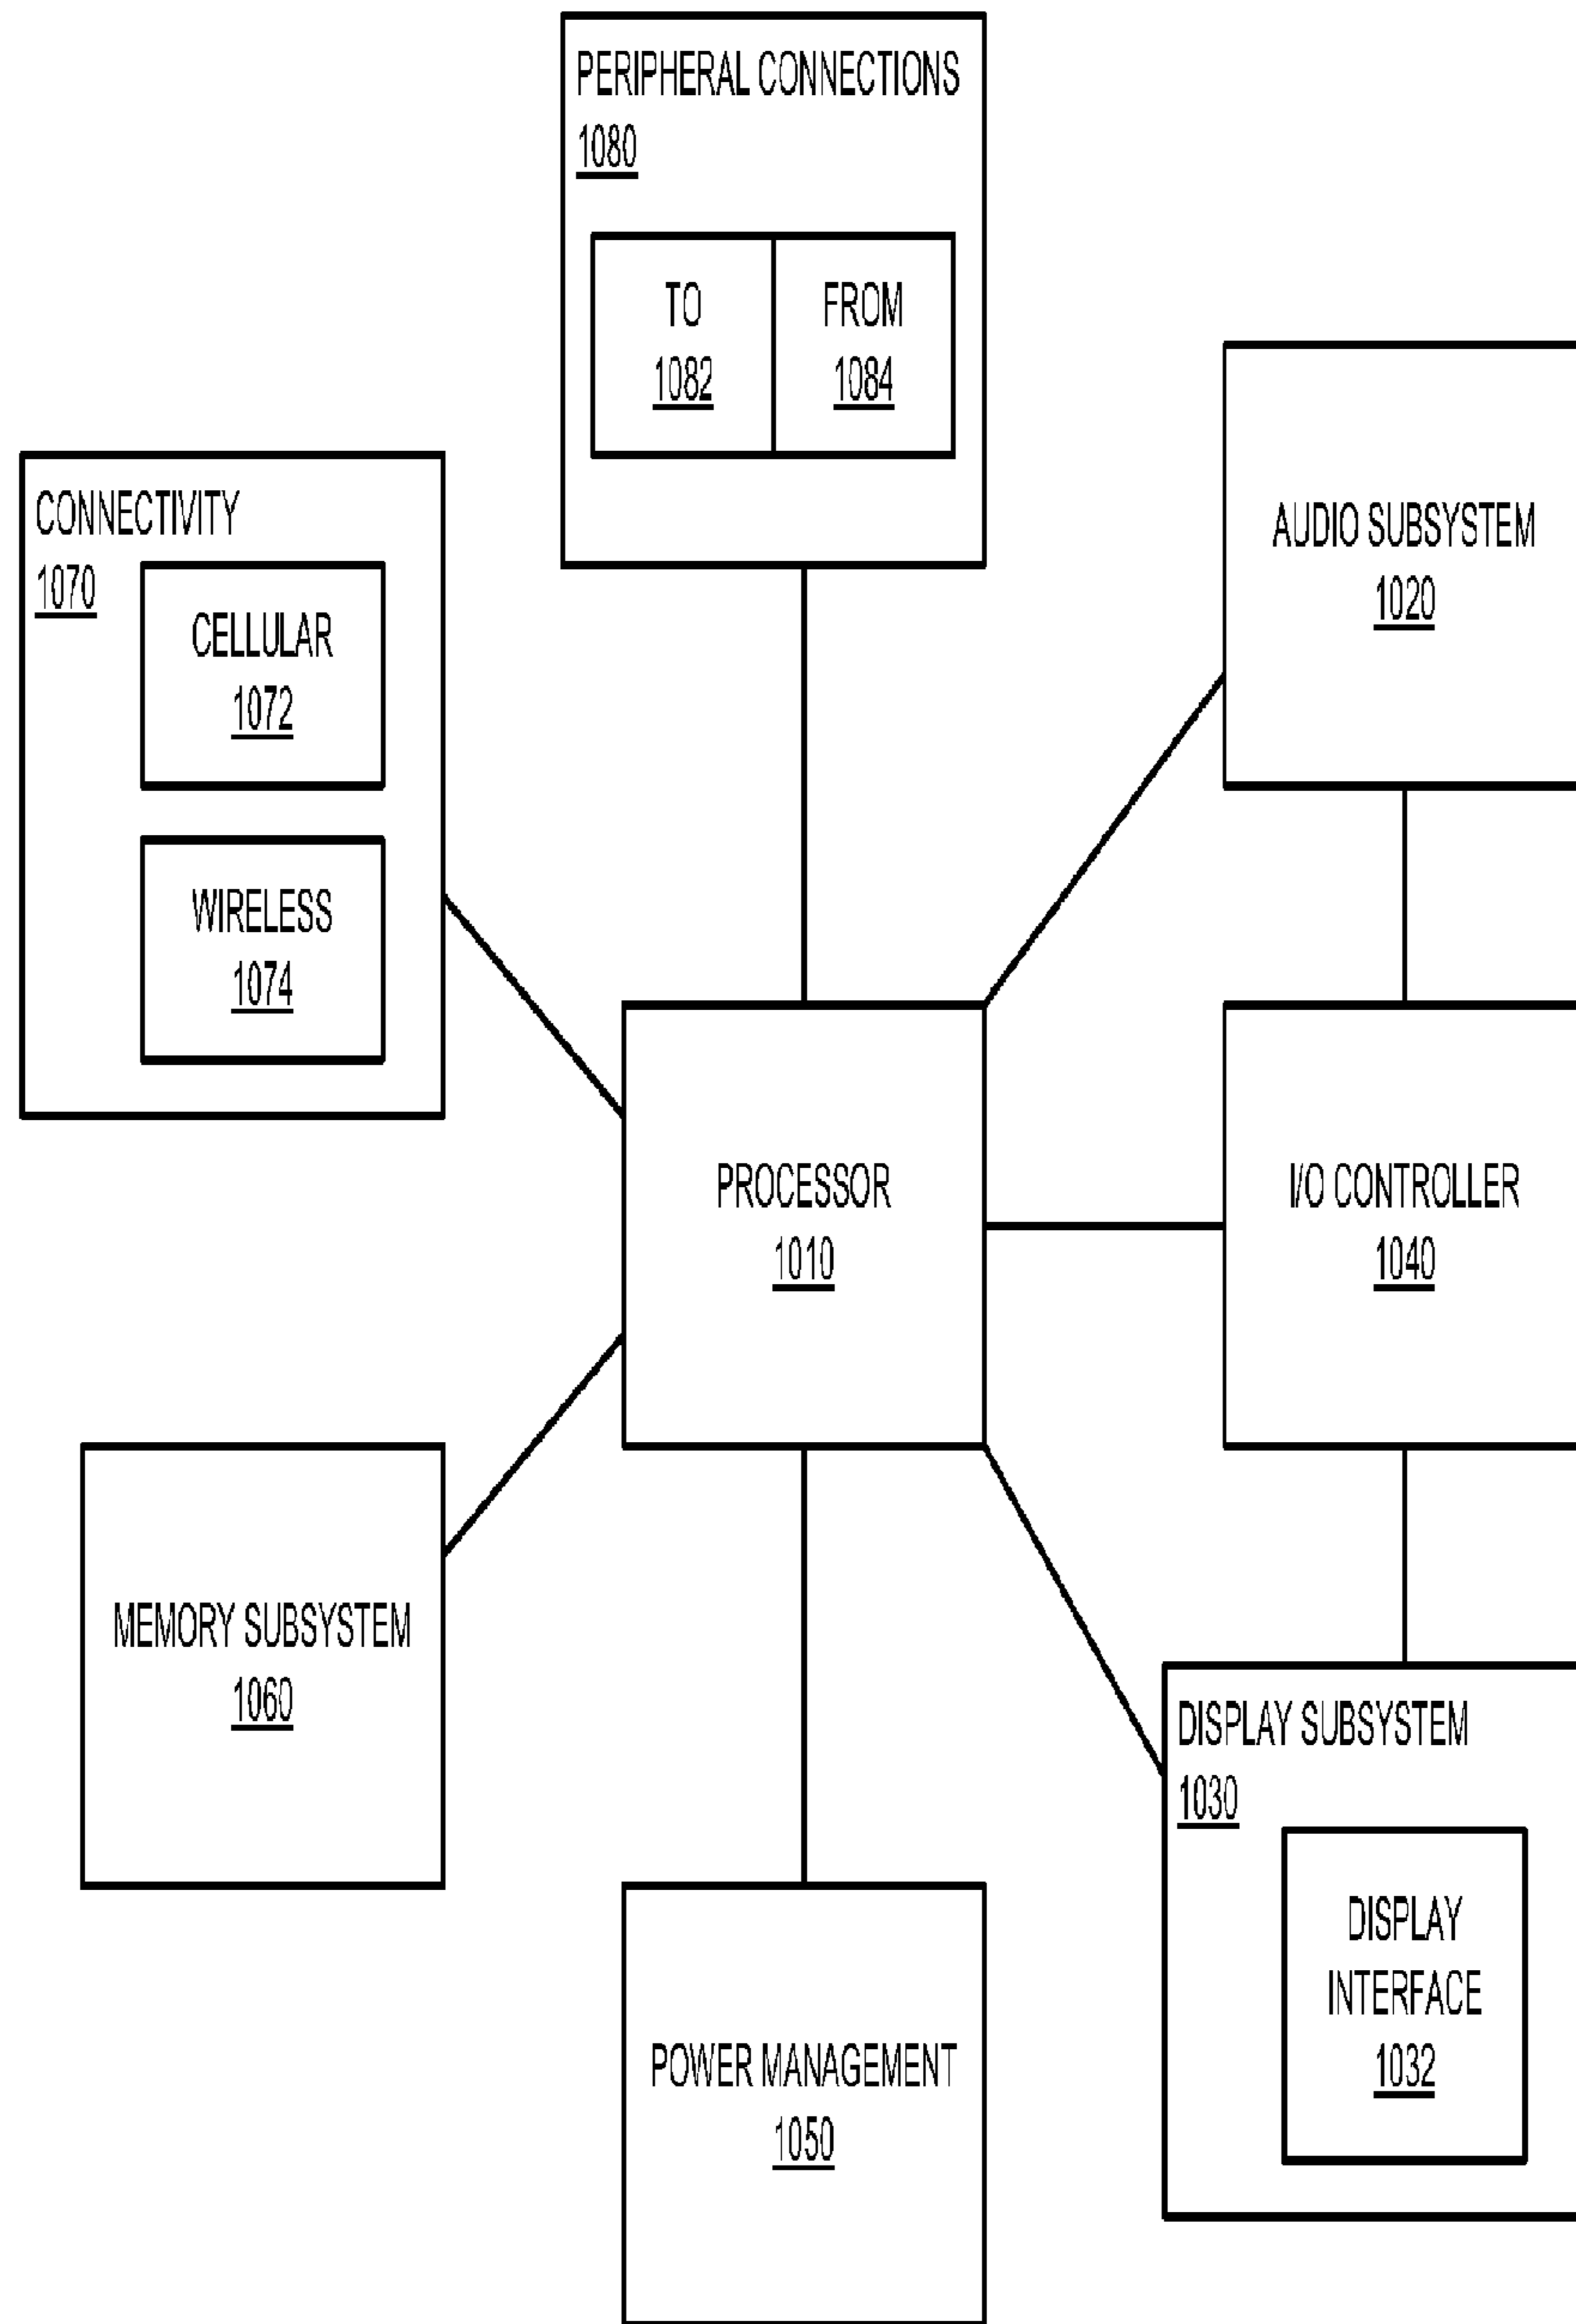 PERIPHERAL CONNECTIONS
1080
TO
1082
FROM
1084
AUDIO SUBSYSTEM
1020
CONNECTIVITY
1070
CELLULAR
1072
WIRELESS
1074
PROCESSOR
1010
I/O CONTROLLER
1040
MEMORY SUBSYSTEM
1060
DISPLAY SUBSYSTEM
1030
DISPLAY
INTERFACE
1032
POWER MANAGEMENT
1050